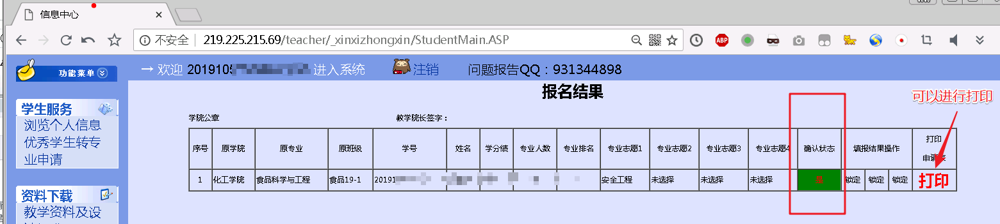 信息中心
不安全 219.225.215.69/teacher/_xinxizhongxin/StudentMain.ASP
ABP
功能菜单
→ 欢迎 2019105 进入系统 注销 问题报告QQ：931344898
报名结果
可以进行打印
学生服务
浏览个人信息
优秀学生转专
业申请
学院公章 教学院长签字：
序号 原学院 原专业 原班级 学号 姓名 学分绩 专业人数 专业排名 专业志愿1 专业志愿2 专业志愿3 专业志愿4 确认状态 填报结果操作 打印
申请表
1 化工学院 食品科学与工程 食品19-1 20191 安全工程 未选择 未选择 未选择 是 锁定 锁定 锁定 打印
资料下载
教学资料及设